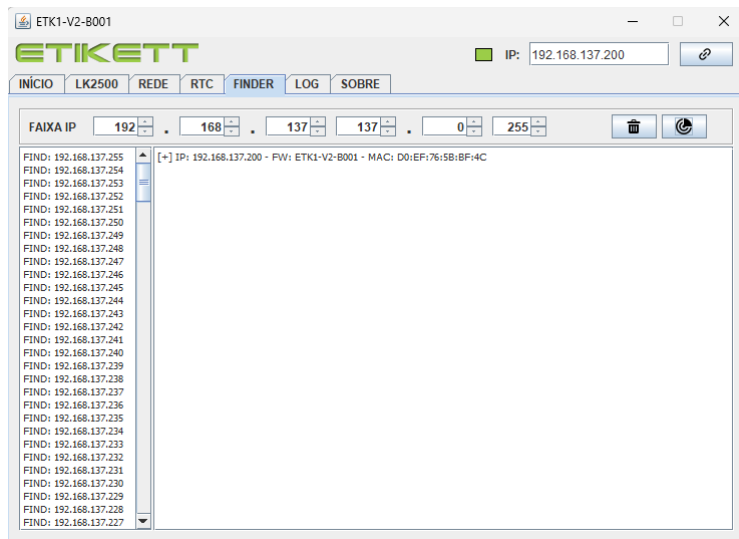 ETK1-V2-B001
ETIKETT
IP: 192.168.137.200
INÍCIO LK2500 REDE RTC FINDER LOG SOBRE
FAIXA IP 192 . 168 . 137 137 . 0 255
FIND: 192.168.137.255
[+] IP: 192.168.137.200 - FW: ETK1-V2-B001 - MAC: D0:EF:76:5B:BF:4C
FIND: 192.168.137.254
FIND: 192.168.137.253
FIND: 192.168.137.252
FIND: 192.168.137.251
FIND: 192.168.137.250
FIND: 192.168.137.249
FIND: 192.168.137.248
FIND: 192.168.137.247
FIND: 192.168.137.246
FIND: 192.168.137.245
FIND: 192.168.137.244
FIND: 192.168.137.243
FIND: 192.168.137.242
FIND: 192.168.137.241
FIND: 192.168.137.240
FIND: 192.168.137.239
FIND: 192.168.137.238
FIND: 192.168.137.237
FIND: 192.168.137.236
FIND: 192.168.137.235
FIND: 192.168.137.234
FIND: 192.168.137.233
FIND: 192.168.137.232
FIND: 192.168.137.231
FIND: 192.168.137.230
FIND: 192.168.137.229
FIND: 192.168.137.228
FIND: 192.168.137.227